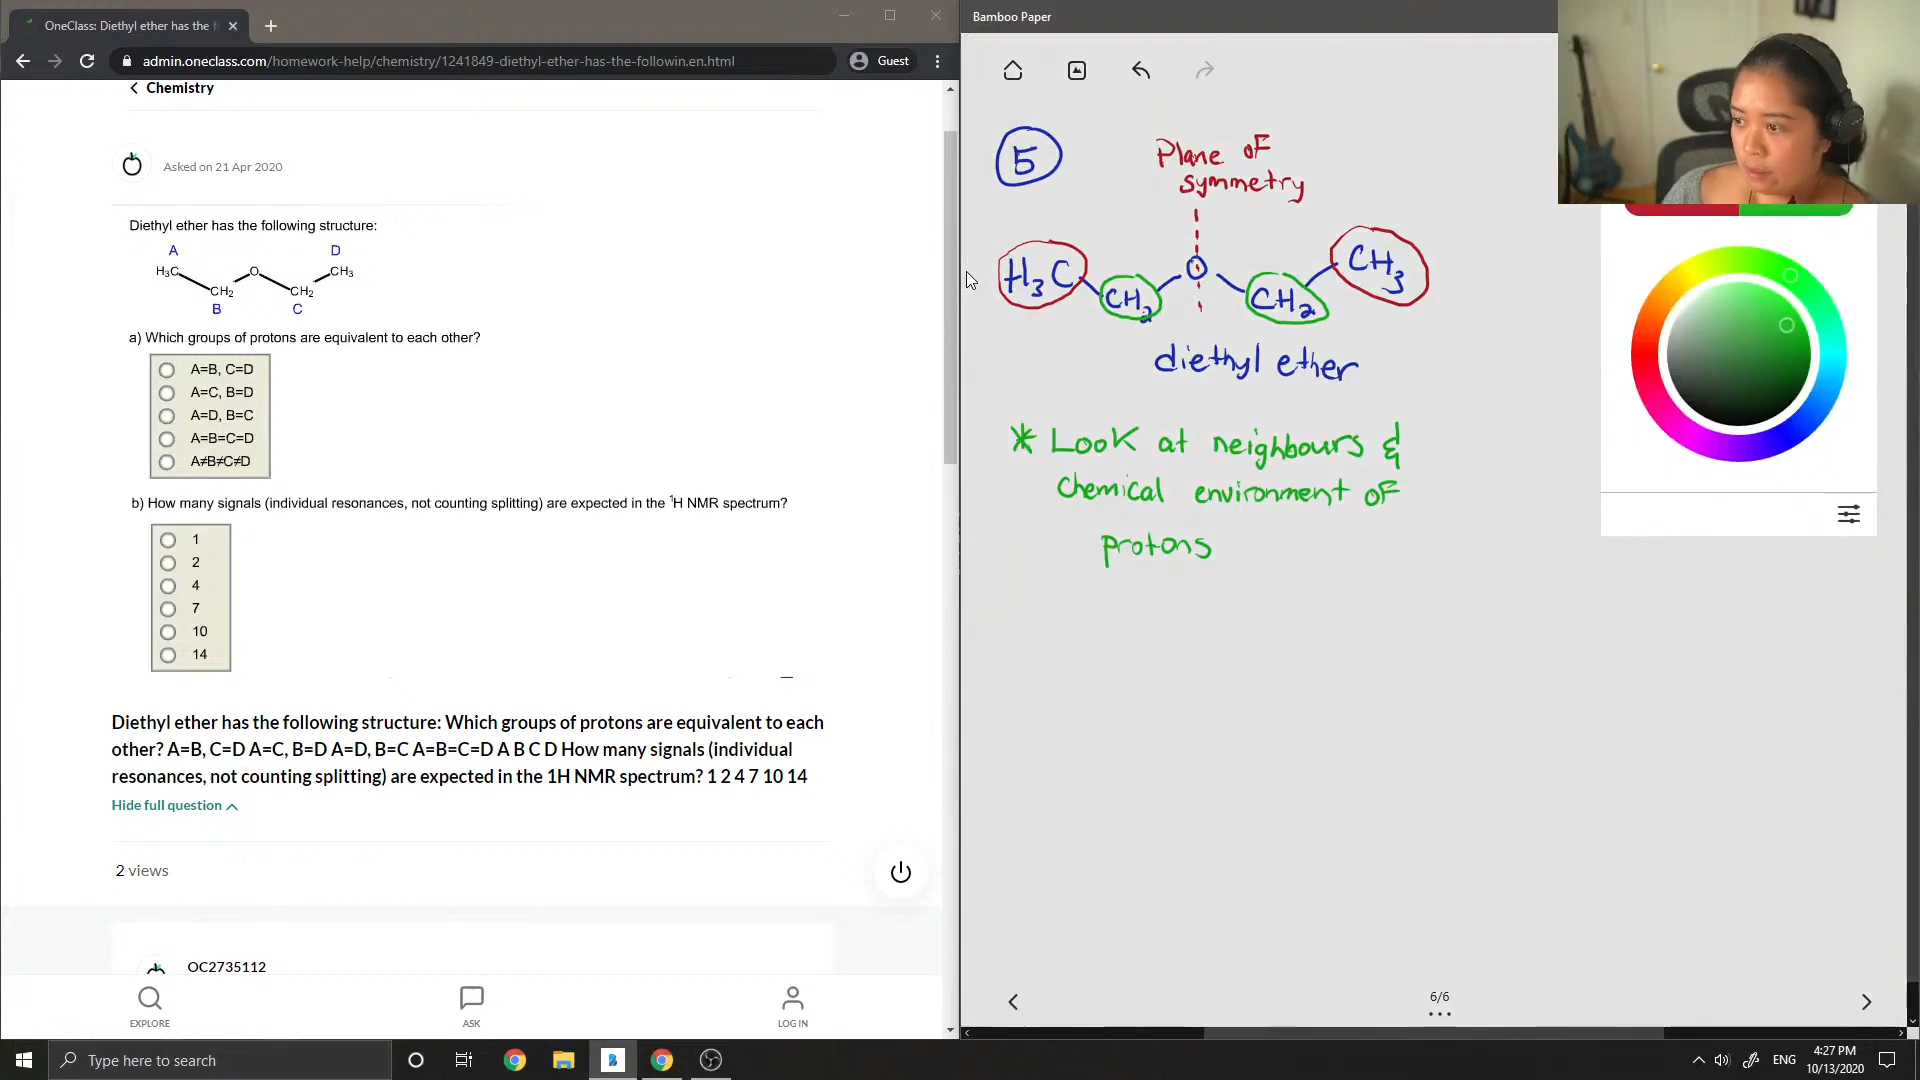 OneClass: Diethyl ether has the f
admin.oneclass.com/homework-help/chemistry/1241849-diethyl-ether-has-the-followin.en.html
Guest
Chemistry
Asked on 21 Apr 2020
Diethyl ether has the following structure:
A D
H3C O CH3
CH2 CH2
B C
a) Which groups of protons are equivalent to each other?
A=B, C=D
A=C, B=D
A=D, B=C
A=B=C=D
A≠B≠C≠D
b) How many signals (individual resonances, not counting splitting) are expected in the 1H NMR spectrum?
1
2
4
7
10
14
Diethyl ether has the following structure: Which groups of protons are equivalent to each
other? A=B, C=D A=C, B=D A=D, B=C A=B=C=D A B C D How many signals (individual
resonances, not counting splitting) are expected in the 1H NMR spectrum? 1 2 4 7 10 14
Hide full question
2 views
OC2735112
EXPLORE
ASK
LOG IN
Bamboo Paper
5
Plane of
symmetry
H3C CH2 O CH2 CH3
diethyl ether
* Look at neighbours &
chemical environment of
protons
6/6
Type here to search
ENG
4:27 PM
10/13/2020